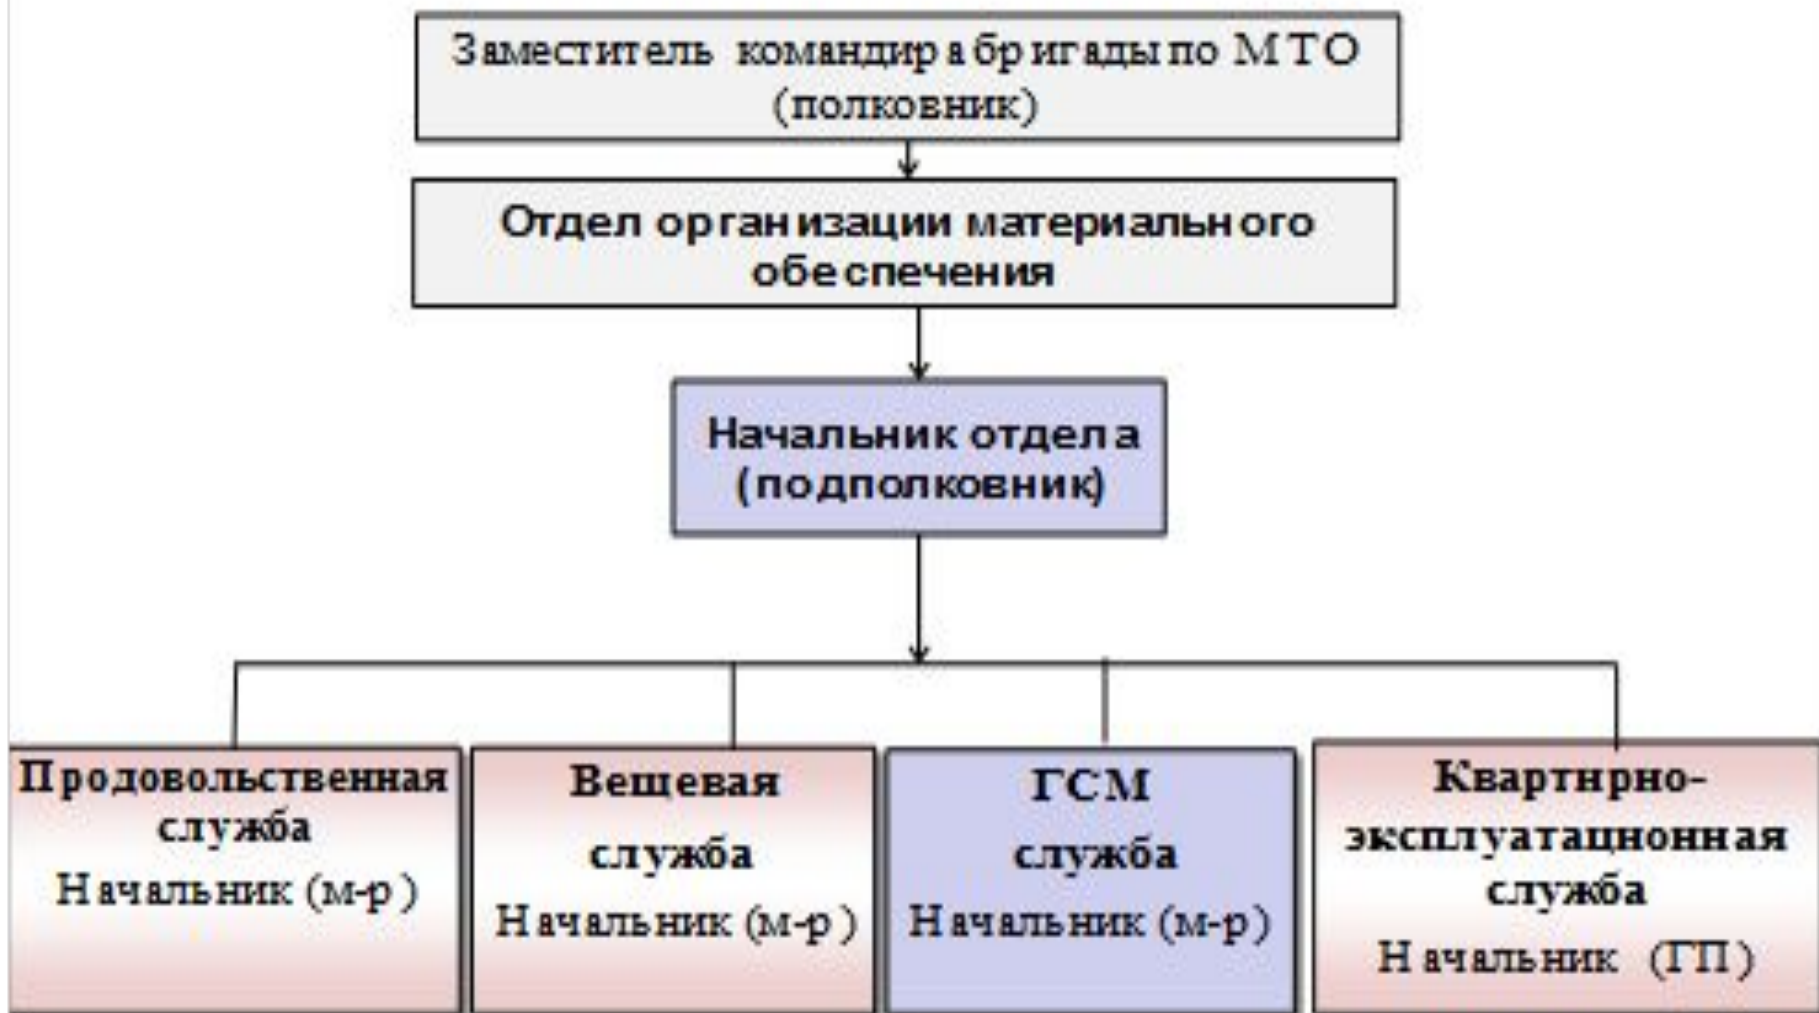 Заместитель командира бригады по МТО
(полковник)
Отдел организации материального
обеспечения
Начальник отдела
(подполковник)
Продовольственная
служба
Начальник (м-р)
Вещевая
служба
Начальник (м-р)
ГСМ
служба
Начальник (м-р)
Квартирно-
эксплуатационная
служба
Начальник (ГП)